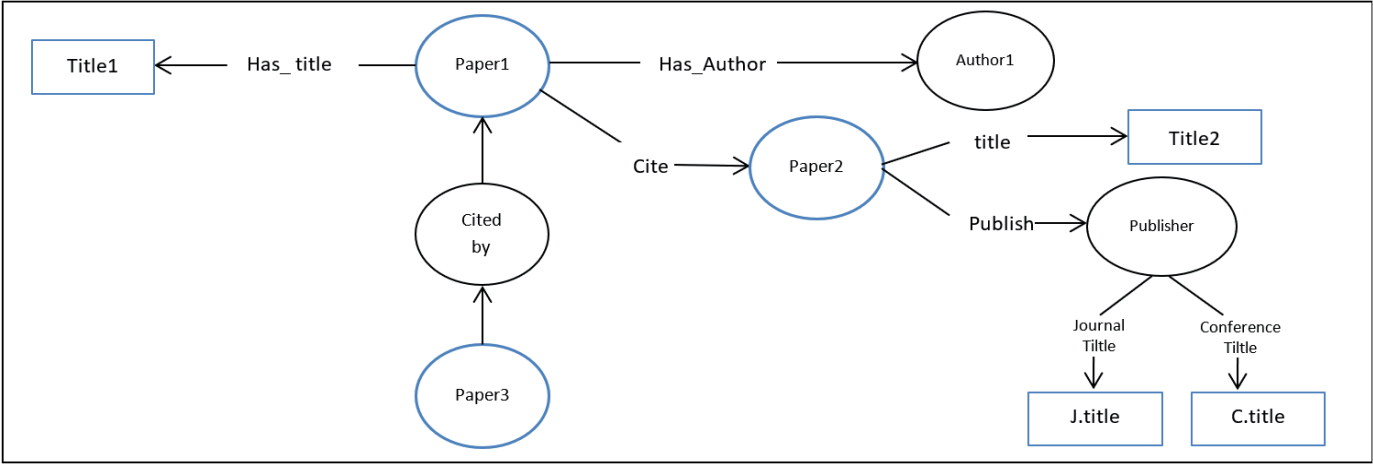 Title1
Has_ title
Paper1
Has_Author
Author1
Cite
Paper2
title
Title2
Publish
Publisher
Cited
by
Journal
Tiltle
Conference
Tiltle
Paper3
J.title
C.title